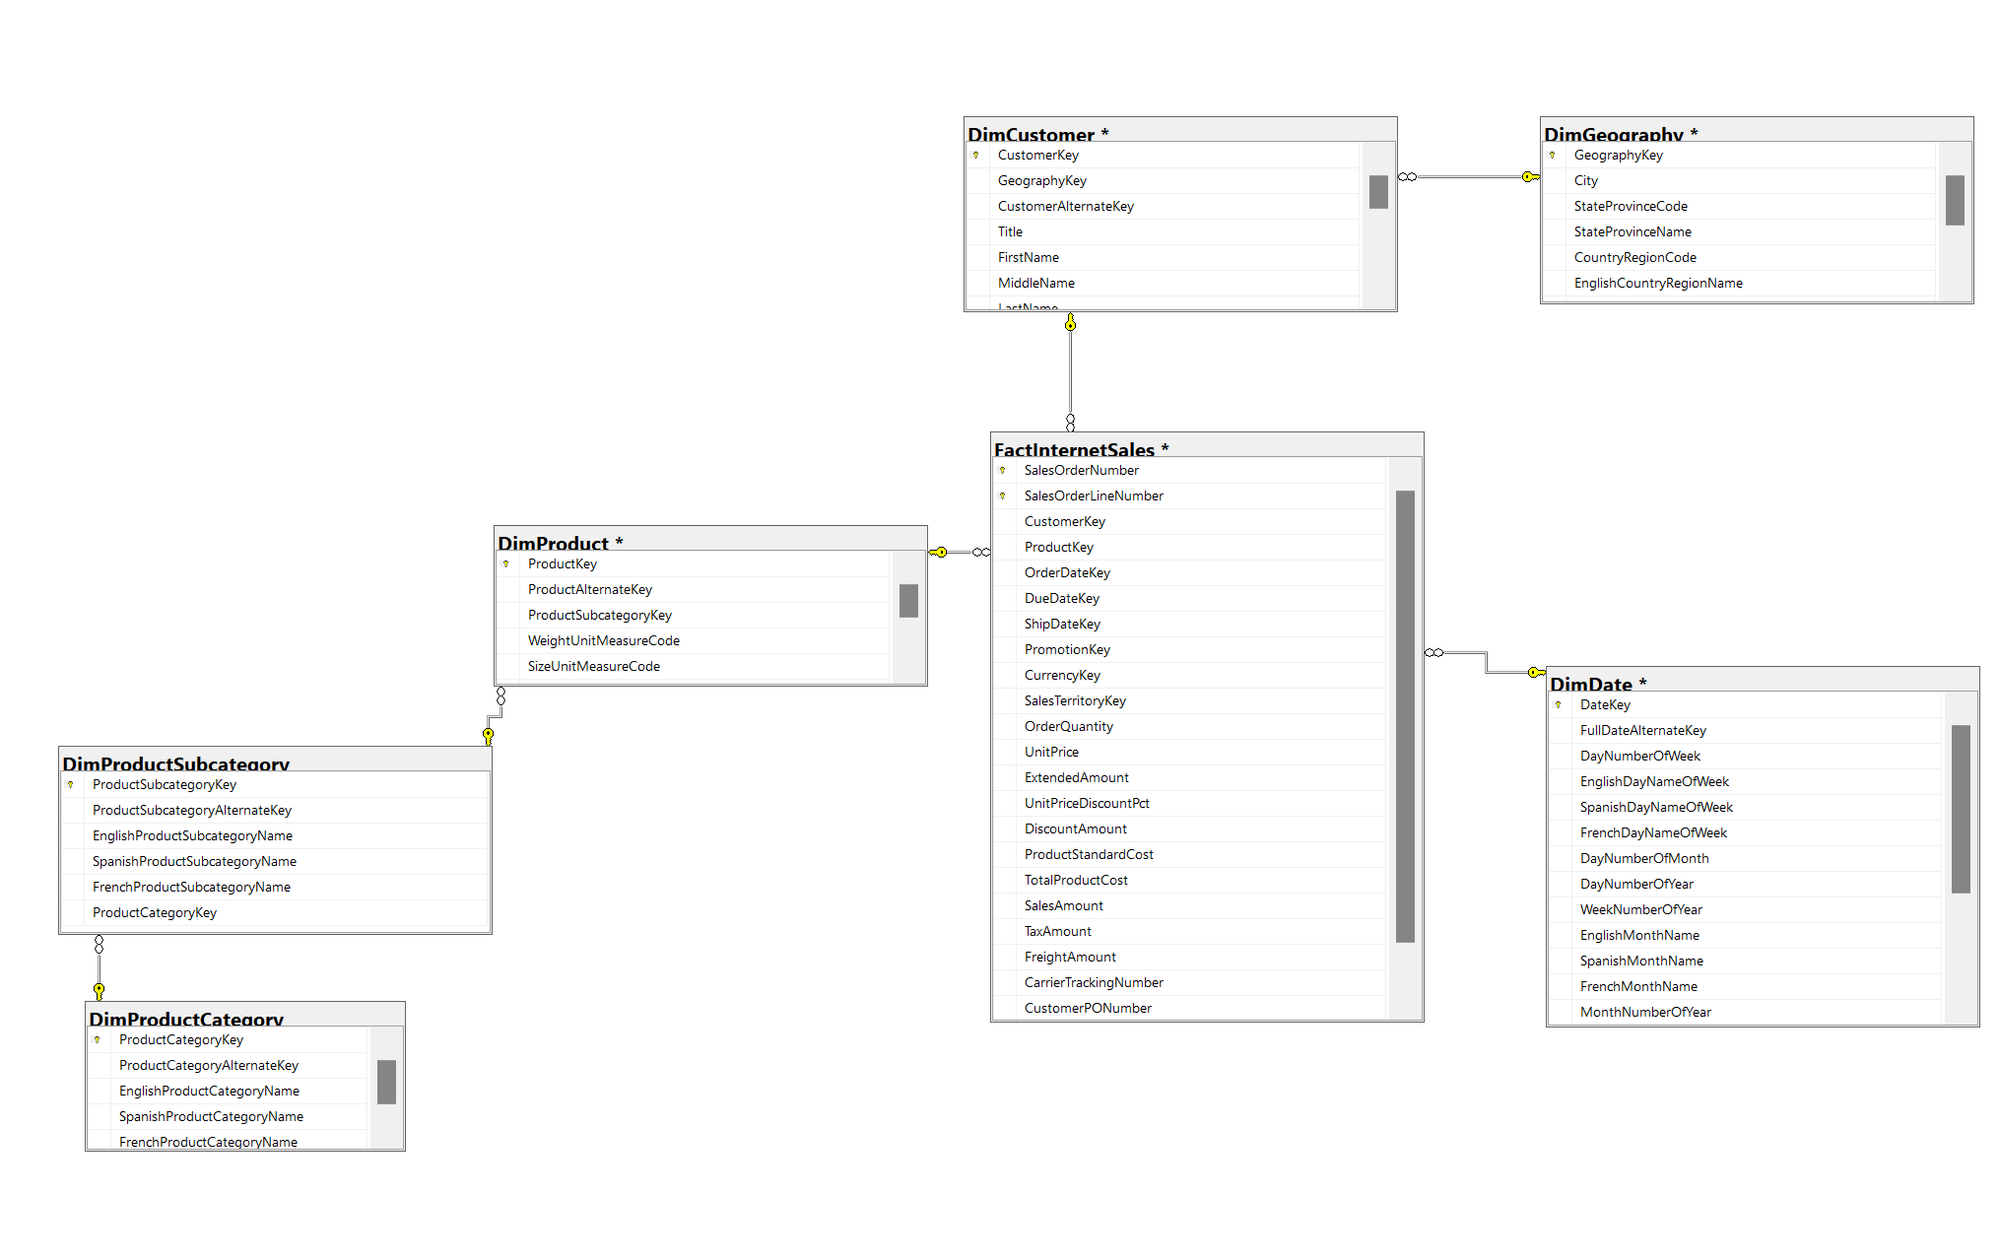 DimCustomer *
CustomerKey
GeographyKey
CustomerAlternateKey
Title
FirstName
MiddleName
LastName
DimGeography *
GeographyKey
City
StateProvinceCode
StateProvinceName
CountryRegionCode
EnglishCountryRegionName
FactInternetSales *
SalesOrderNumber
SalesOrderLineNumber
CustomerKey
ProductKey
OrderDateKey
DueDateKey
ShipDateKey
PromotionKey
CurrencyKey
SalesTerritoryKey
OrderQuantity
UnitPrice
ExtendedAmount
UnitPriceDiscountPct
DiscountAmount
ProductStandardCost
TotalProductCost
SalesAmount
TaxAmount
FreightAmount
CarrierTrackingNumber
CustomerPONumber
DimProduct *
ProductKey
ProductAlternateKey
ProductSubcategoryKey
WeightUnitMeasureCode
SizeUnitMeasureCode
DimDate *
DateKey
FullDateAlternateKey
DayNumberOfWeek
EnglishDayNameOfWeek
SpanishDayNameOfWeek
FrenchDayNameOfWeek
DayNumberOfMonth
DayNumberOfYear
WeekNumberOfYear
EnglishMonthName
SpanishMonthName
FrenchMonthName
MonthNumberOfYear
DimProductSubcategory
ProductSubcategoryKey
ProductSubcategoryAlternateKey
EnglishProductSubcategoryName
SpanishProductSubcategoryName
FrenchProductSubcategoryName
ProductCategoryKey
DimProductCategory
ProductCategoryKey
ProductCategoryAlternateKey
EnglishProductCategoryName
SpanishProductCategoryName
FrenchProductCategoryName